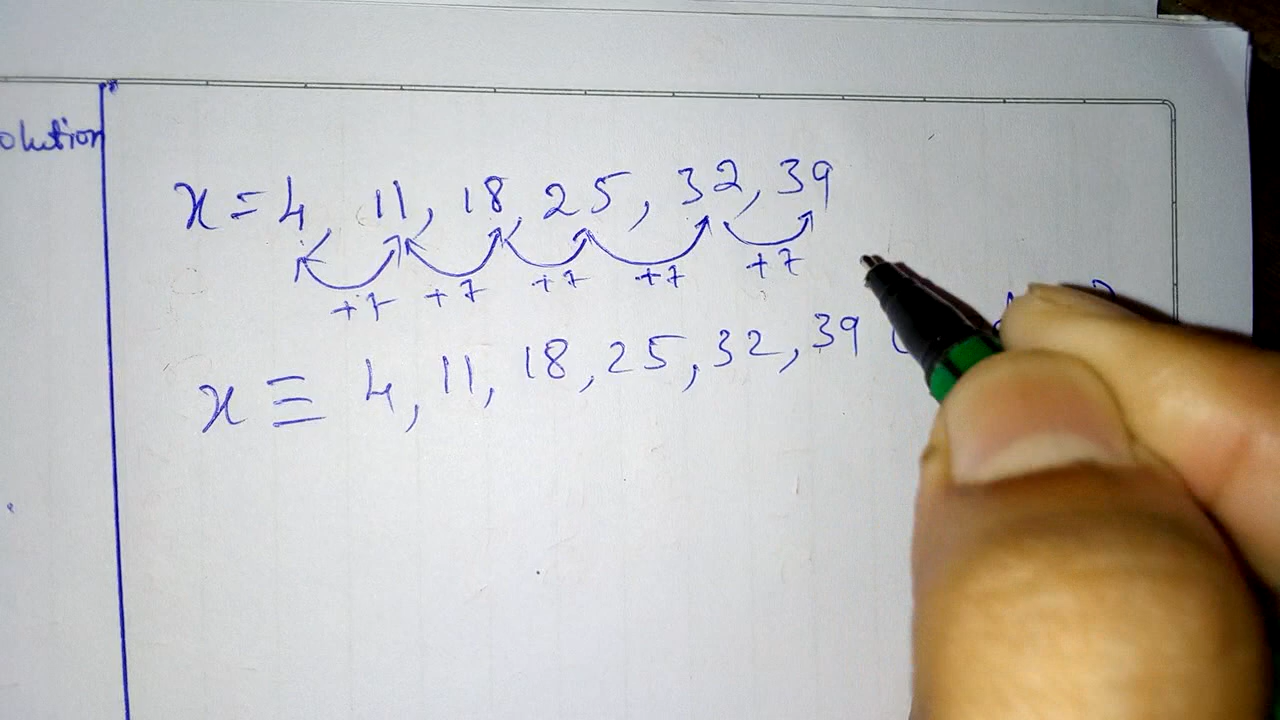 olution
x = 4, 11, 18, 25, 32, 39
+7 +7 +7 +7 +7
x ≡ 4, 11, 18, 25, 32, 39 (